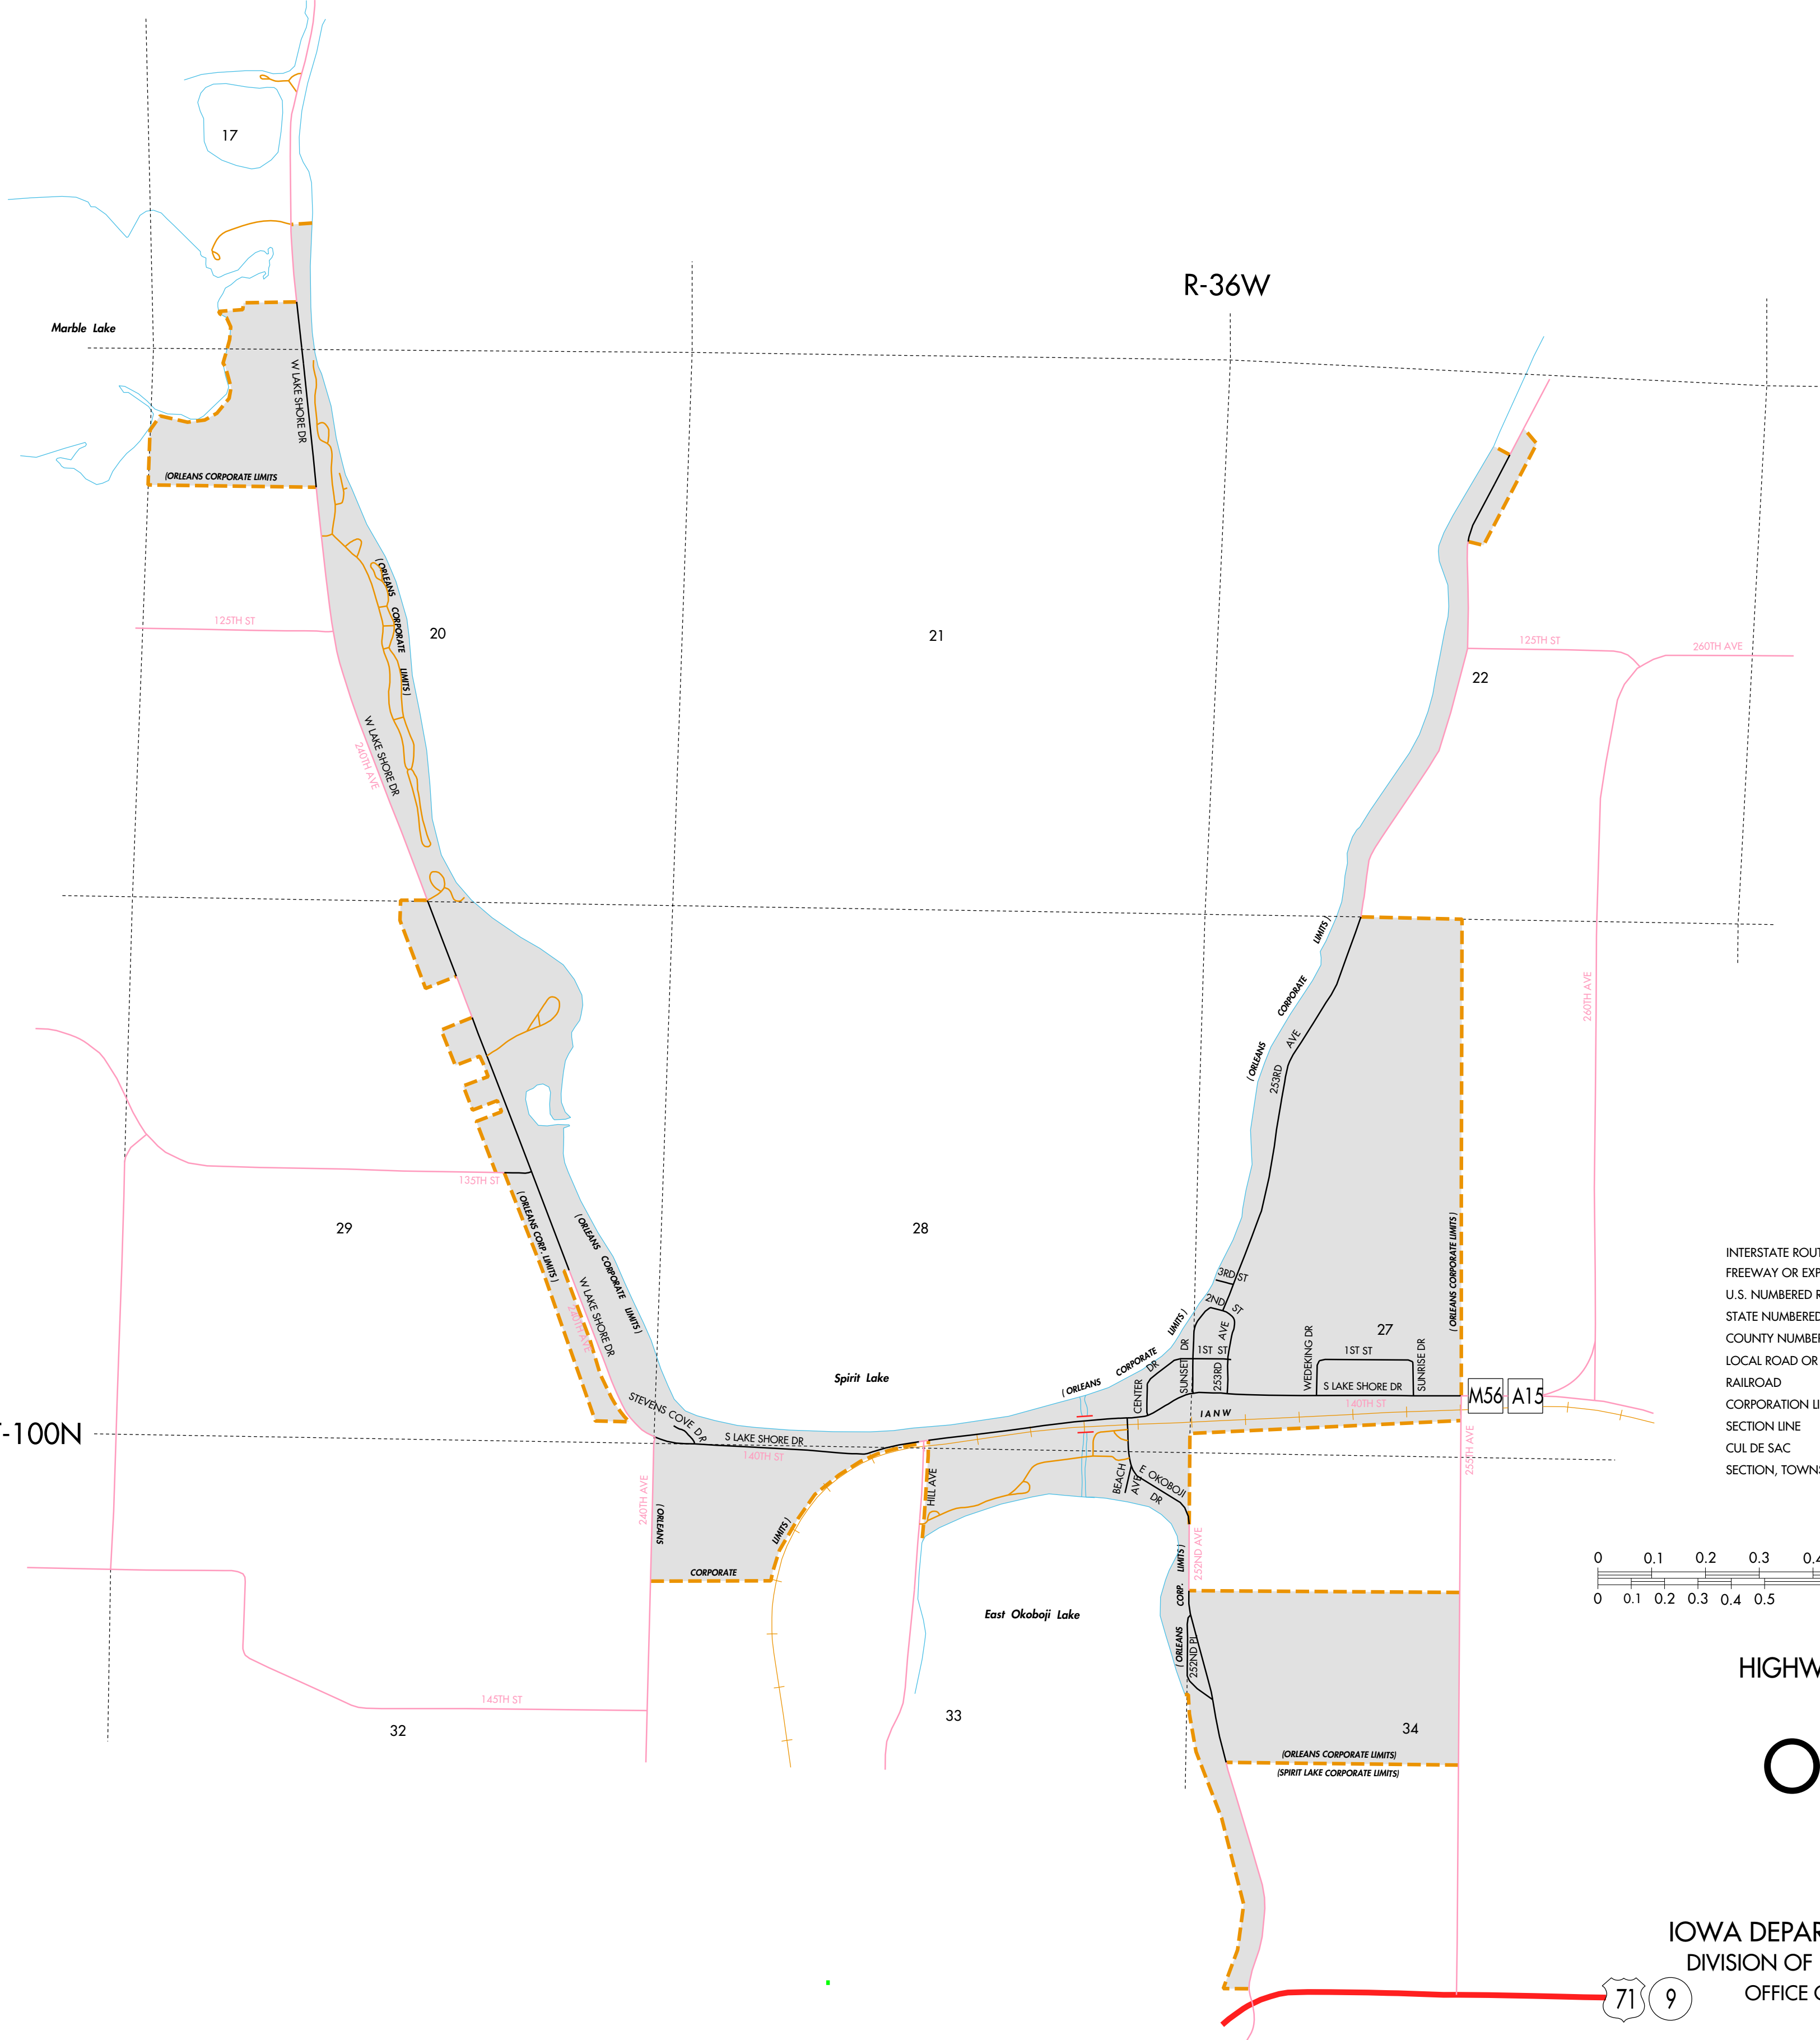 17
R-36W
Marble Lake
W LAKE SHORE DR
(ORLEANS CORPORATE LIMITS
( ORLEANS CORPORATE LIMITS )
125TH ST
20
21
125TH ST
260TH AVE
22
W LAKE SHORE DR
240TH AVE
( ORLEANS CORPORATE LIMITS )
253RD AVE
260TH AVE
135TH ST
29
( ORLEANS CORP. LIMITS )
( ORLEANS CORPORATE LIMITS )
28
( ORLEANS CORPORATE LIMITS )
INTERSTATE ROUT
FREEWAY OR EXP
U.S. NUMBERED R
STATE NUMBERED
COUNTY NUMBE
LOCAL ROAD OR
RAILROAD
CORPORATION LI
SECTION LINE
CUL DE SAC
SECTION, TOWNS
W LAKE SHORE DR
240TH AVE
3RD ST
2ND ST
27
1ST ST
1ST ST
253RD AVE
SUNSET DR
CENTER DR
WEDEKING DR
SUNRISE DR
S LAKE SHORE DR
140TH ST
M56
A15
Spirit Lake
( ORLEANS CORPORATE LIMITS )
I A N W
STEVENS COVE DR
S LAKE SHORE DR
140TH ST
-100N
240TH AVE
( ORLEANS
CORPORATE
LIMITS )
HILL AVE
BEACH AVE
E OKOBOJI DR
255TH AVE
252ND AVE
( ORLEANS CORP. LIMITS )
0 0.1 0.2 0.3 0.4
0 0.1 0.2 0.3 0.4 0.5
East Okoboji Lake
252ND Pl
HIGHW
145TH ST
32
33
34
(ORLEANS CORPORATE LIMITS)
(SPIRIT LAKE CORPORATE LIMITS)
O
IOWA DEPAR
DIVISION OF
OFFICE O
71
9